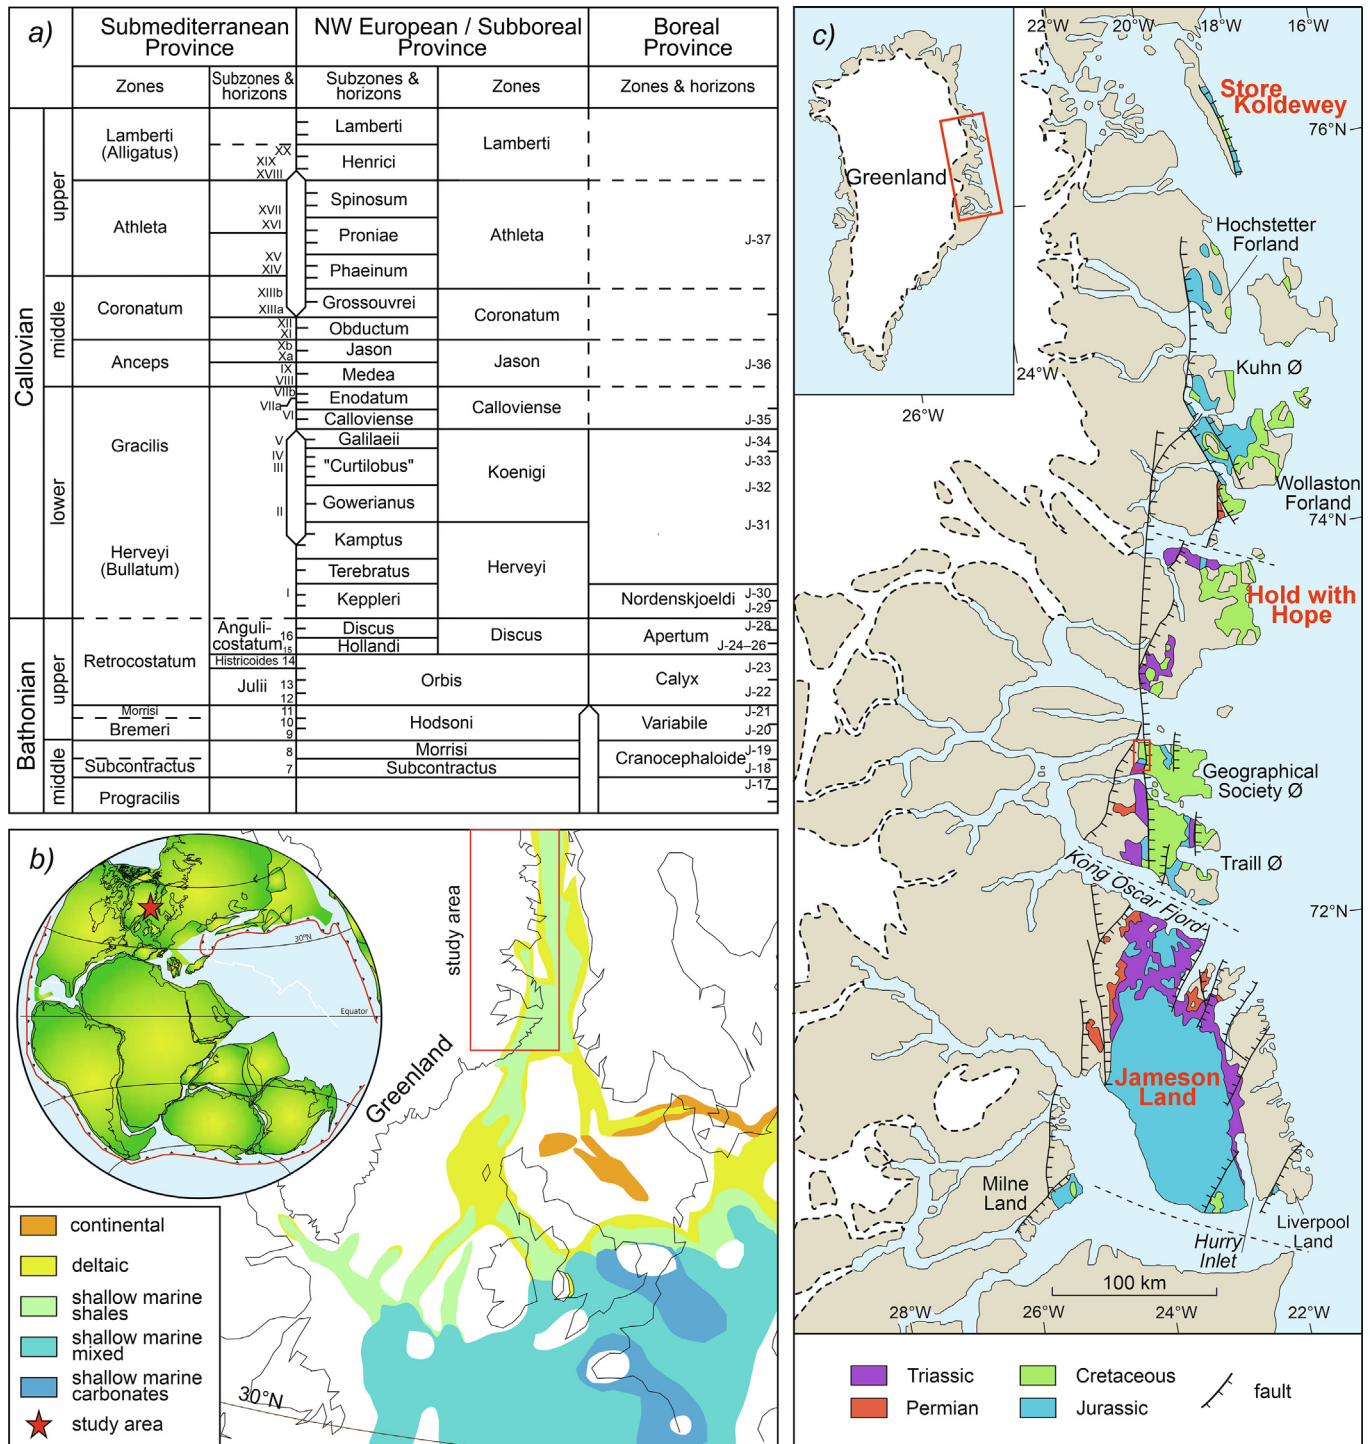 a)
Submediterranean
Province
NW European / Subboreal
Province
Boreal
Province
Zones
Subzones &
horizons
Subzones &
horizons
Zones
Zones & horizons
Callovian
upper
middle
lower
Bathonian
upper
middle
Lamberti
(Alligatus)
Athleta
Coronatum
Anceps
Gracilis
Herveyi
(Bullatum)
Retrocostatum
Morrisi
Bremeri
Subcontractus
Progracilis
XX
XIX
XVIII
XVII
XVI
XV
XIV
XIIIb
XIIIa
XII
XI
Xb
Xa
IX
VIII
VIIb
VIIa
VI
V
IV
III
II
I
Anguli-
costatum
16
15
Histricoides 14
Julii
13
12
11
10
9
8
7
Lamberti
Henrici
Spinosum
Proniae
Phaeinum
Grossouvrei
Obductum
Jason
Medea
Enodatum
Calloviense
Galilaeii
"Curtilobus"
Gowerianus
Kamptus
Terebratus
Keppleri
Discus
Hollandi
Orbis
Hodsoni
Morrisi
Subcontractus
Lamberti
Athleta
Coronatum
Jason
Calloviense
Koenigi
Herveyi
Discus
J-37
J-36
J-35
J-34
J-33
J-32
J-31
Nordenskjoeldi
J-30
J-29
Apertum
J-28
J-24–26
Calyx
J-23
J-22
Variabile
J-21
J-20
Cranocephaloide
J-19
J-18
J-17
b)
30°N
Equator
study area
Greenland
30°N
continental
deltaic
shallow marine
shales
shallow marine
mixed
shallow marine
carbonates
study area
c)
Greenland
22°W
20°W
18°W
16°W
Store
Koldewey
76°N
Hochstetter
Forland
24°W
26°W
Kuhn Ø
Wollaston
Forland
74°N
Hold with
Hope
Geographical
Society Ø
Traill Ø
Kong Oscar Fjord
72°N
Jameson
Land
Milne
Land
Liverpool
Land
Hurry
Inlet
100 km
28°W
26°W
24°W
22°W
Triassic
Permian
Cretaceous
Jurassic
fault